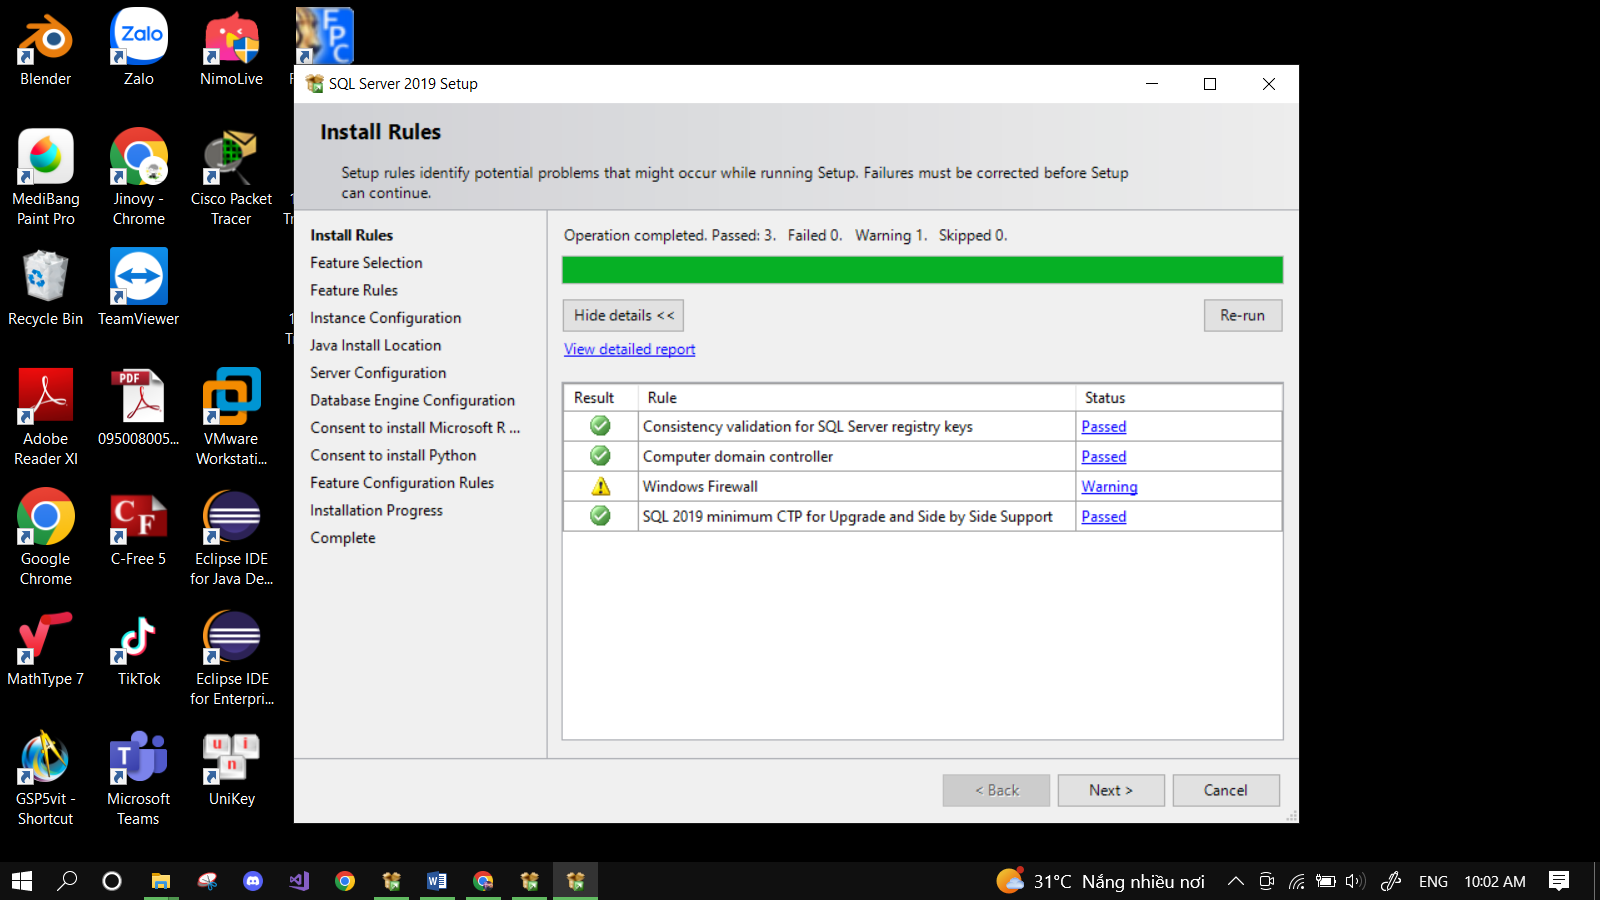 Blender
Zalo
Zalo
NimoLive
FPC
MediBang
Paint Pro
Jinovy -
Chrome
Cisco Packet
Tracer
Recycle Bin
TeamViewer
Adobe
Reader XI
PDF
095008005...
VMware
Workstati...
Google
Chrome
CF
C-Free 5
Eclipse IDE
for Java De...
MathType 7
TikTok
Eclipse IDE
for Enterpri...
GSP5vit -
Shortcut
T
Microsoft
Teams
u i n
UniKey
SQL Server 2019 Setup
Install Rules
Setup rules identify potential problems that might occur while running Setup. Failures must be corrected before Setup
can continue.
Install Rules
Feature Selection
Feature Rules
Instance Configuration
Java Install Location
Server Configuration
Database Engine Configuration
Consent to install Microsoft R ...
Consent to install Python
Feature Configuration Rules
Installation Progress
Complete
Operation completed. Passed: 3. Failed 0. Warning 1. Skipped 0.
Hide details <<
Re-run
View detailed report
Result Rule Status
Consistency validation for SQL Server registry keys Passed
Computer domain controller Passed
Windows Firewall Warning
SQL 2019 minimum CTP for Upgrade and Side by Side Support Passed
< Back
Next >
Cancel
31°C Nắng nhiều nơi
ENG
10:02 AM